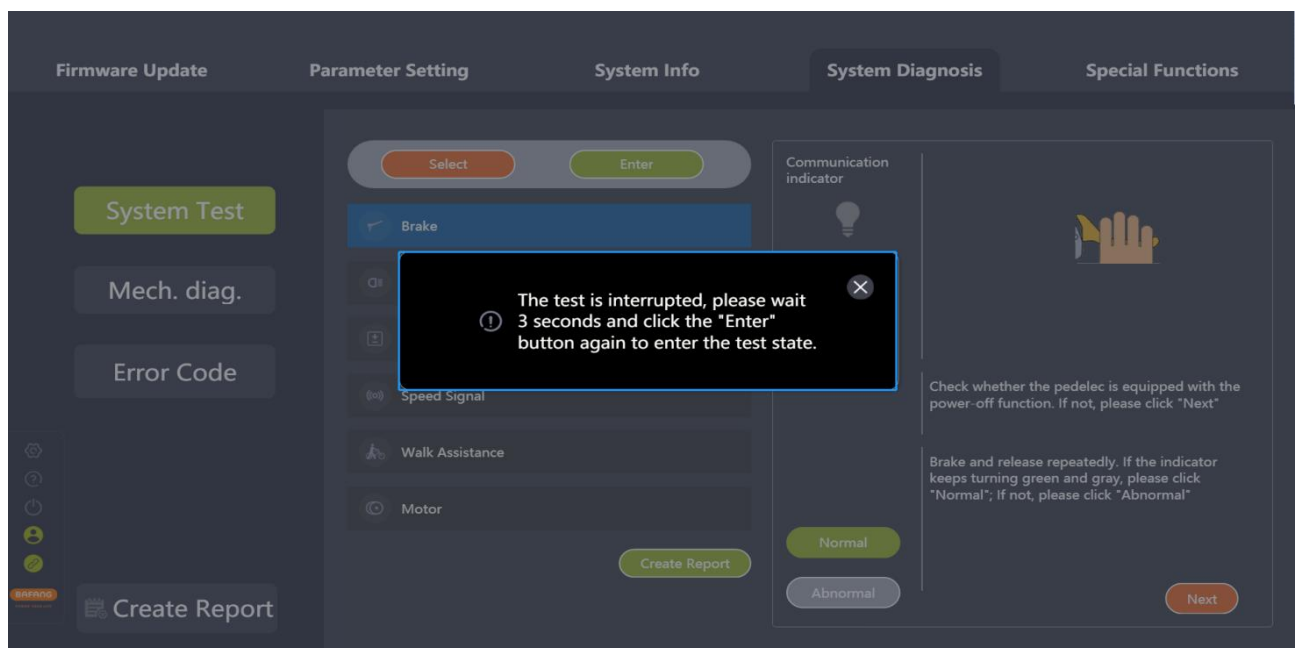 Firmware Update
Parameter Setting
System Info
System Diagnosis
Special Functions
System Test
Mech. diag.
Error Code
Create Report
Select
Enter
Brake
Speed Signal
Walk Assistance
Motor
Create Report
The test is interrupted, please wait
3 seconds and click the "Enter"
button again to enter the test state.
Communication
indicator
Normal
Abnormal
Check whether the pedelec is equipped with the
power-off function. If not, please click "Next"
Brake and release repeatedly. If the indicator
keeps turning green and gray, please click
"Normal"; If not, please click "Abnormal"
Next
BAFANG